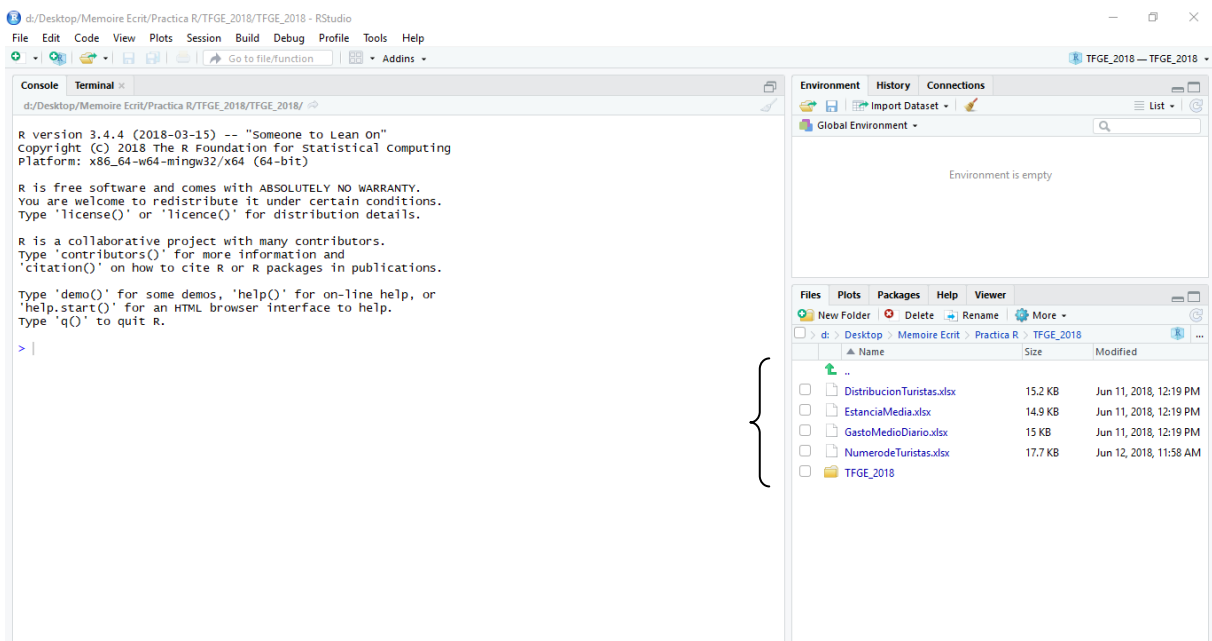 d:/Desktop/Memoire Ecrit/Practica R/TFGE_2018/TFGE_2018 - RStudio
File Edit Code View Plots Session Build Debug Profile Tools Help
Go to file/function Addins TFGE_2018 — TFGE_2018
Console Terminal
d:/Desktop/Memoire Ecrit/Practica R/TFGE_2018/TFGE_2018/
R version 3.4.4 (2018-03-15) -- "Someone to Lean On"
Copyright (C) 2018 The R Foundation for Statistical Computing
Platform: x86_64-w64-mingw32/x64 (64-bit)
R is free software and comes with ABSOLUTELY NO WARRANTY.
You are welcome to redistribute it under certain conditions.
Type 'license()' or 'licence()' for distribution details.
R is a collaborative project with many contributors.
Type 'contributors()' for more information and
'citation()' on how to cite R or R packages in publications.
Type 'demo()' for some demos, 'help()' for on-line help, or
'help.start()' for an HTML browser interface to help.
Type 'q()' to quit R.
>
Environment History Connections
Import Dataset List
Global Environment
Environment is empty
Files Plots Packages Help Viewer
New Folder Delete Rename More
d: > Desktop > Memoire Ecrit > Practica R > TFGE_2018 ...
Name Size Modified
..
DistribucionTuristas.xlsx 15.2 KB Jun 11, 2018, 12:19 PM
EstanciaMedia.xlsx 14.9 KB Jun 11, 2018, 12:19 PM
GastoMedioDiario.xlsx 15 KB Jun 11, 2018, 12:19 PM
NumerodeTuristas.xlsx 17.7 KB Jun 12, 2018, 11:58 AM
TFGE_2018